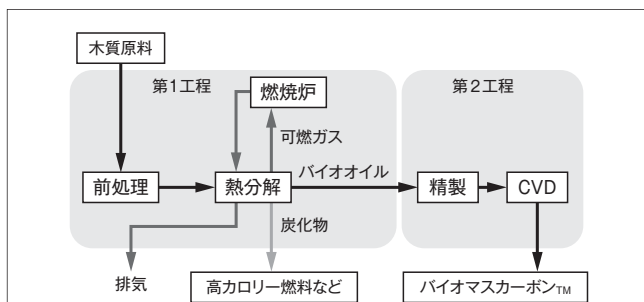 木質原料
第1工程
燃焼炉
第2工程
可燃ガス
バイオオイル
前処理
熱分解
精製
CVD
炭化物
排気
高カロリー燃料など
バイオマスカーボンTM